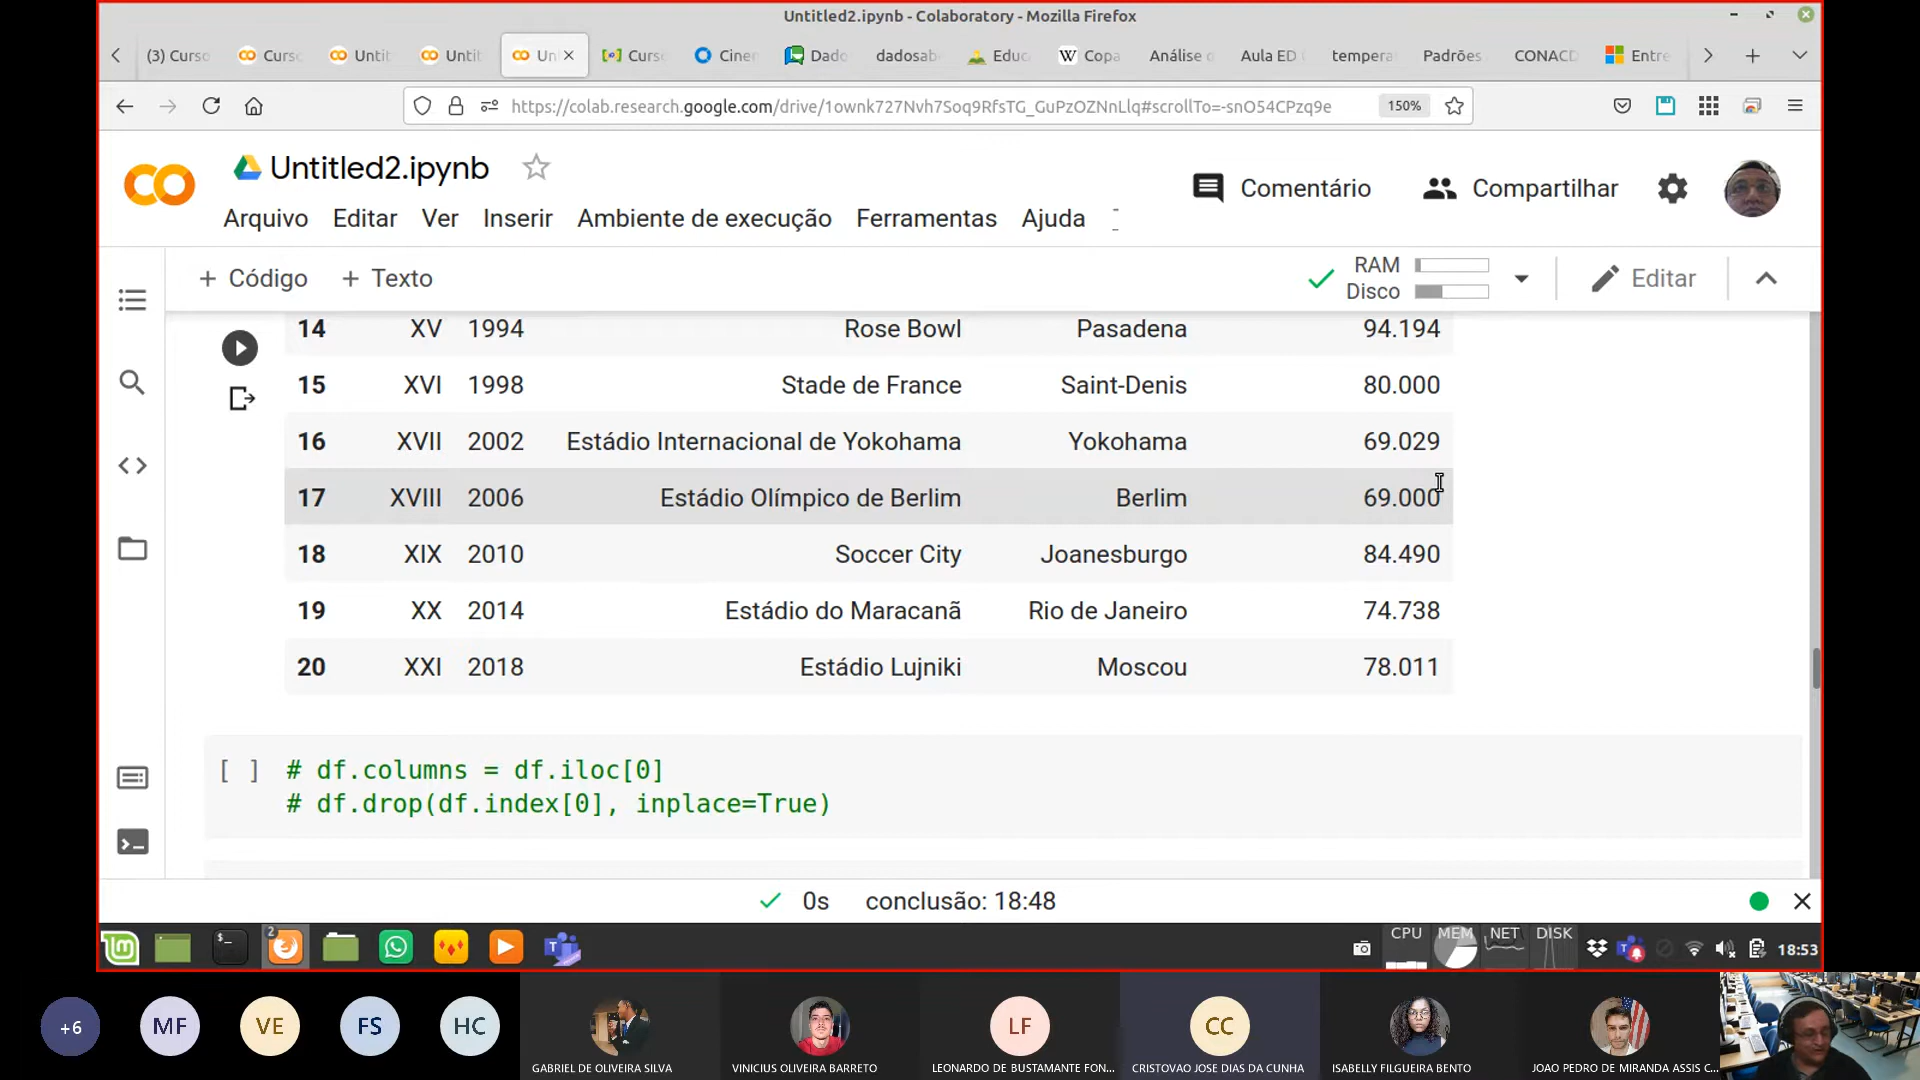 Untitled2.ipynb - Colaboratory - Mozilla Firefox
(3) Curso
Curso
Untit
Untit
Un
Curs
Ciner
Dado
dadosab
Educ
Copa
Análise
Aula ED
tempera
Padrões
CONACD
Entre
https://colab.research.google.com/drive/1ownk727Nvh7Soq9RfsTG_GuPzOZNnLlq#scrollTo=-snO54CPzq9e
150%
Untitled2.ipynb
Comentário
Compartilhar
Arquivo Editar Ver Inserir Ambiente de execução Ferramentas Ajuda
+ Código + Texto
RAM
Disco
Editar
14 XV 1994 Rose Bowl Pasadena 94.194
15 XVI 1998 Stade de France Saint-Denis 80.000
16 XVII 2002 Estádio Internacional de Yokohama Yokohama 69.029
17 XVIII 2006 Estádio Olímpico de Berlim Berlim 69.000
18 XIX 2010 Soccer City Joanesburgo 84.490
19 XX 2014 Estádio do Maracanã Rio de Janeiro 74.738
20 XXI 2018 Estádio Lujniki Moscou 78.011
[ ] # df.columns = df.iloc[0]
# df.drop(df.index[0], inplace=True)
0s conclusão: 18:48
2
CPU MEM NET DISK
18:53
+6
MF
VE
FS
HC
LF
CC
GABRIEL DE OLIVEIRA SILVA
VINICIUS OLIVEIRA BARRETO
LEONARDO DE BUSTAMANTE FON...
CRISTOVAO JOSE DIAS DA CUNHA
ISABELLY FILGUEIRA BENTO
JOAO PEDRO DE MIRANDA ASSIS C...